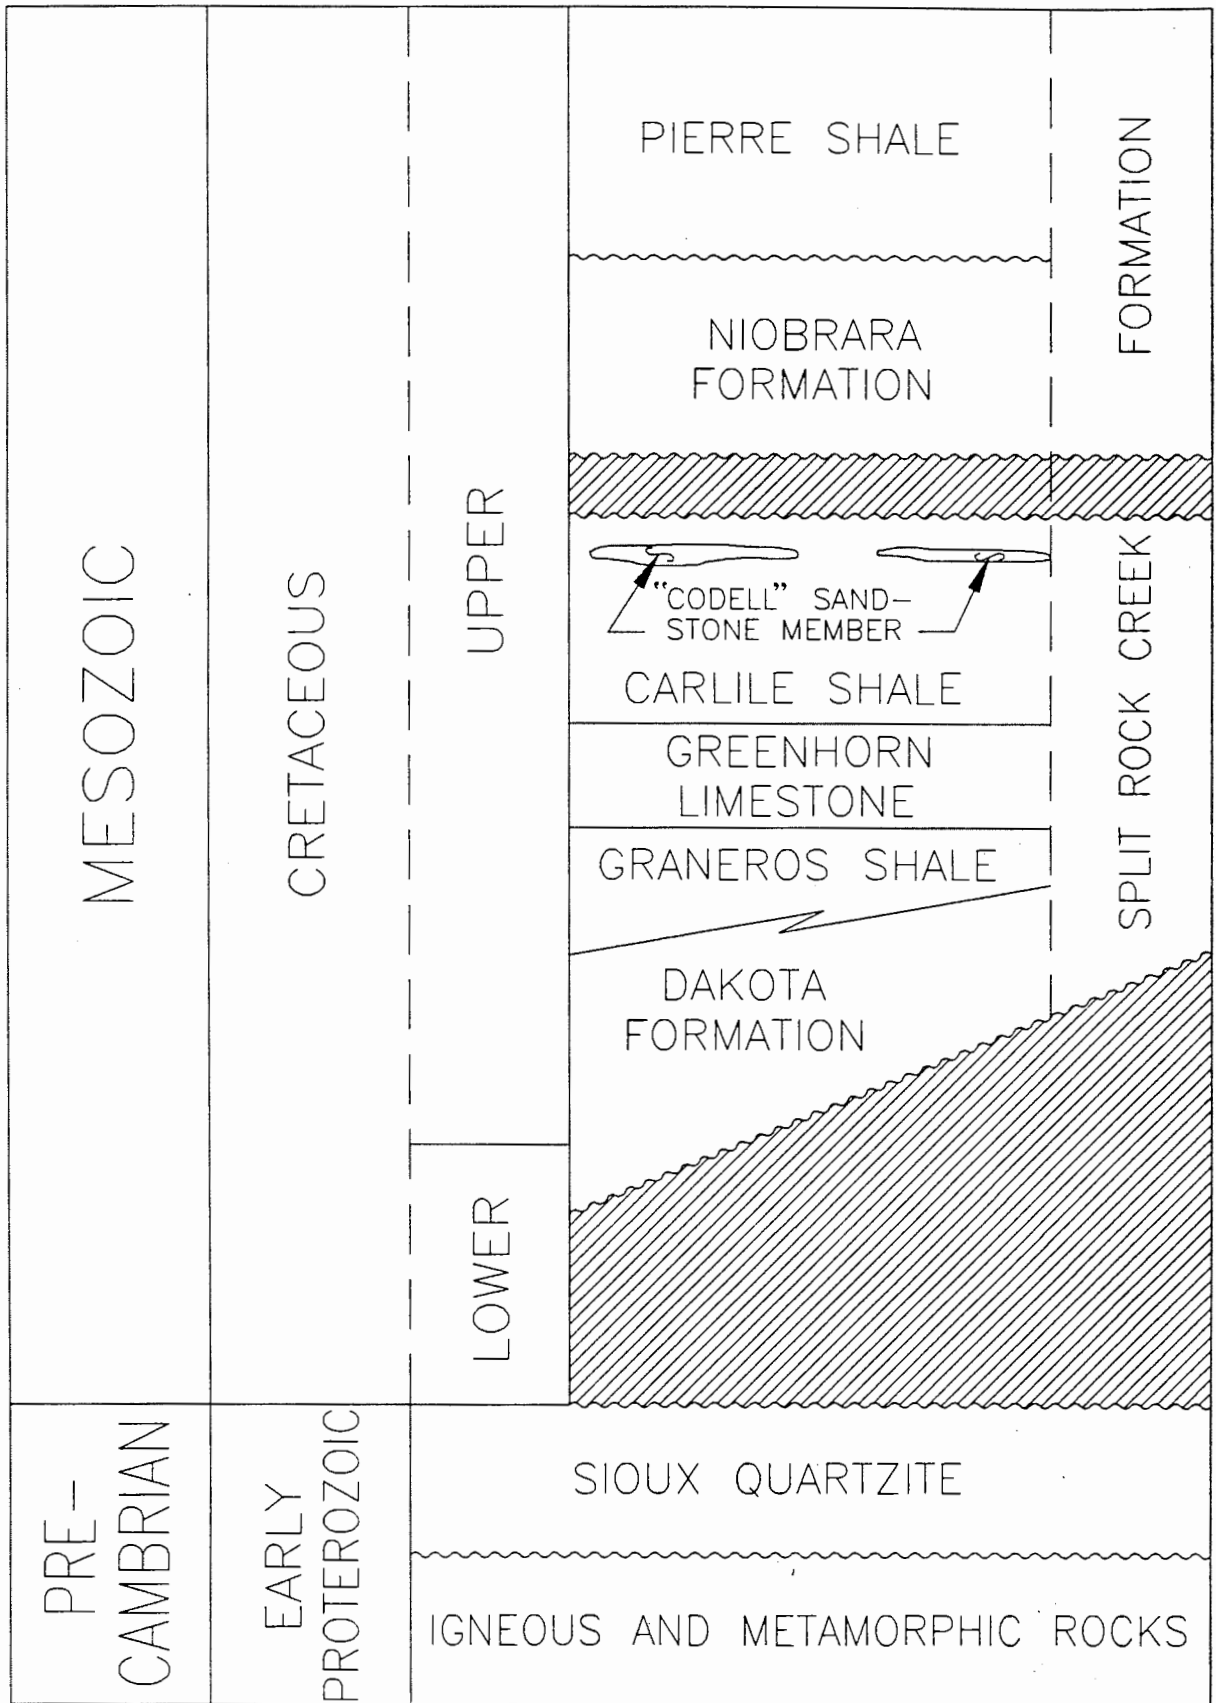 MESOZOIC
CRETACEOUS
UPPER
LOWER
PIERRE SHALE
NIOBRARA
FORMATION
"CODELL" SAND-
STONE MEMBER
CARLILE SHALE
GREENHORN
LIMESTONE
GRANEROS SHALE
DAKOTA
FORMATION
SPLIT ROCK CREEK
FORMATION
PRE-
CAMBRIAN
EARLY
PROTEROZOIC
SIOUX QUARTZITE
IGNEOUS AND METAMORPHIC ROCKS